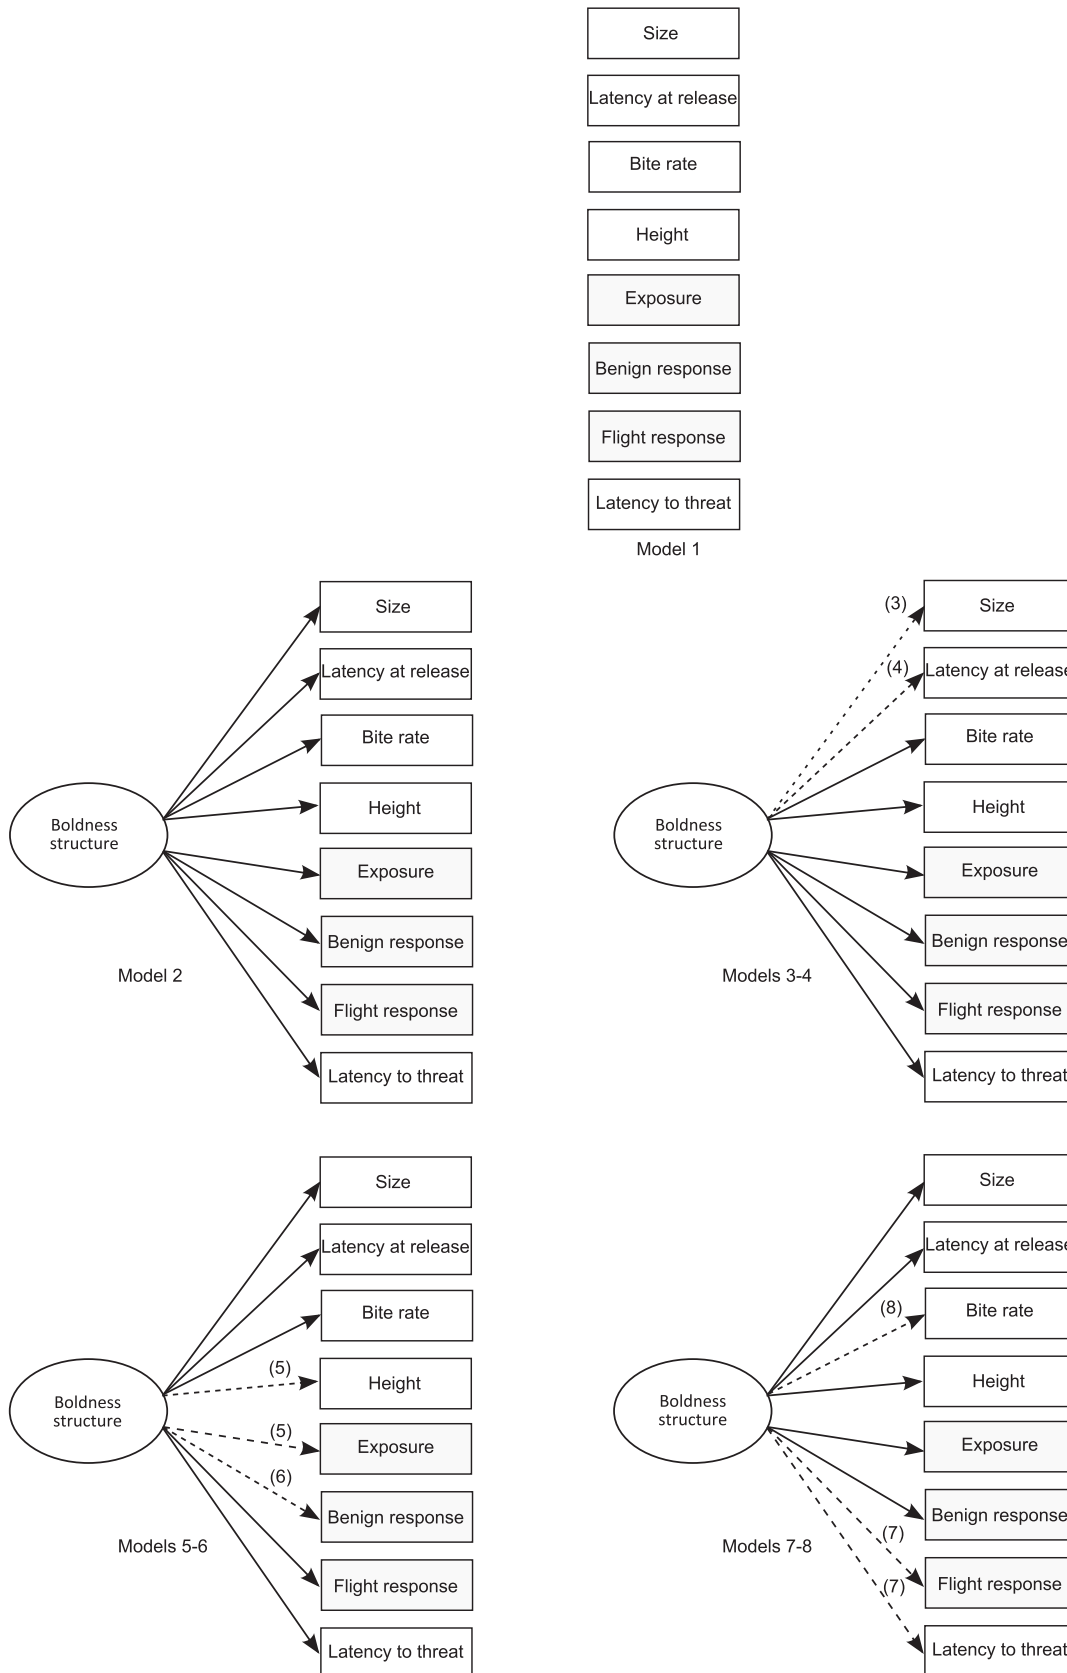 Size
Latency at release
Bite rate
Height
Exposure
Benign response
Flight response
Latency to threat
Model 1
Size
Latency at release
Bite rate
Height
Boldness
structure
Exposure
Benign response
Model 2
Flight response
Latency to threat
(3)
Size
(4)
Latency at release
Bite rate
Height
Boldness
structure
Exposure
Benign response
Models 3-4
Flight response
Latency to threat
Size
Latency at release
Bite rate
(5)
Height
Boldness
structure
(5)
Exposure
(6)
Benign response
Models 5-6
Flight response
Latency to threat
Size
Latency at release
(8)
Bite rate
Height
Boldness
structure
Exposure
Benign response
Models 7-8
(7)
Flight response
(7)
Latency to threat